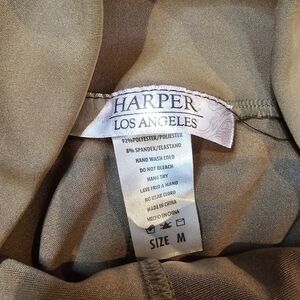 HARPER
LOS ANGELES
92%POLYESTER/POLIESTER
8% SPANDEX/ELASTANO
HAND WASH COLD
DO NOT BLEACH
HANG DRY
LAVE FRIO A MANO
NO USAR CLORO
MADE IN CHINA
HECHO EN CHINA
SIZE M